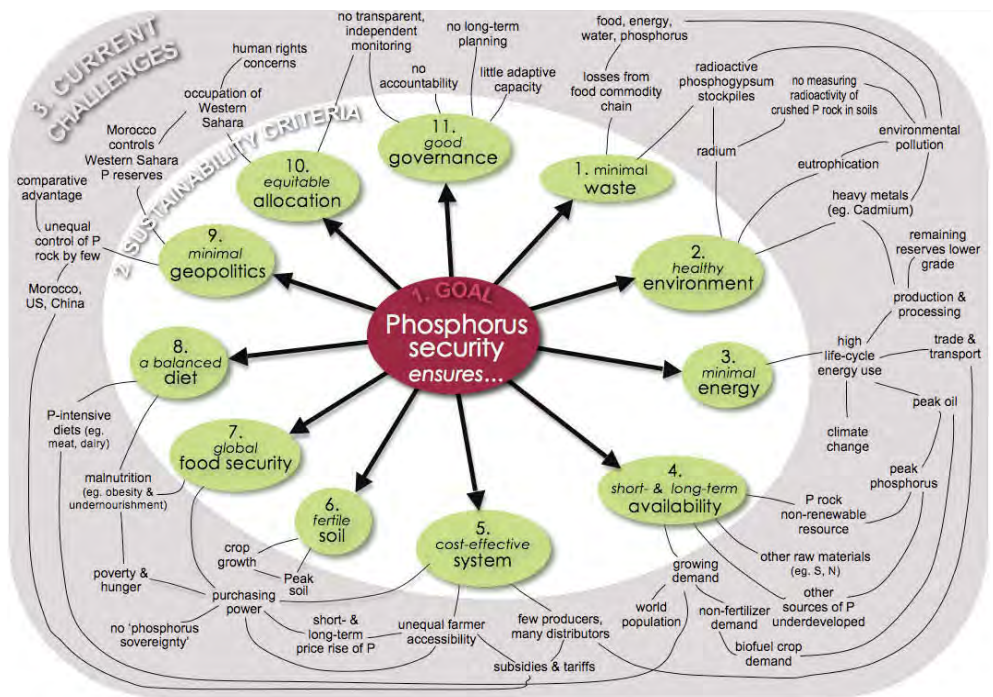 3. CURRENT
CHALLENGES
2. SUSTAINABILITY CRITERIA
1. GOAL
Phosphorus
security
ensures...
1. minimal
waste
2.
healthy
environment
3.
minimal
energy
4.
short- & long-term
availability
5.
cost-effective
system
6.
fertile
soil
7.
global
food security
8.
a balanced
diet
9.
minimal
geopolitics
10.
equitable
allocation
11.
good
governance
human rights
concerns
no transparent,
independent
monitoring
no long-term
planning
no
accountability
little adaptive
capacity
food, energy,
water, phosphorus
losses from
food commodity
chain
radioactive
phosphogypsum
stockpiles
no measuring
radioactivity of
crushed P rock in soils
radium
environmental
pollution
eutrophication
heavy metals
(eg. Cadmium)
remaining
reserves lower
grade
production &
processing
high
life-cycle
energy use
trade &
transport
peak oil
climate
change
peak
phosphorus
P rock
non-renewable
resource
other raw materials
(eg. S, N)
other
sources of P
underdeveloped
growing
demand
world
population
non-fertilizer
demand
biofuel crop
demand
few producers,
many distributors
subsidies & tariffs
unequal farmer
accessibility
short- &
long-term
price rise of P
purchasing
power
no 'phosphorus
sovereignty'
poverty &
hunger
crop
growth
Peak
soil
malnutrition
(eg. obesity &
undernourishment)
P-intensive
diets (eg.
meat, dairy)
Morocco,
US, China
unequal
control of P
rock by few
comparative
advantage
Morocco
controls
Western Sahara
P reserves
occupation of
Western
Sahara